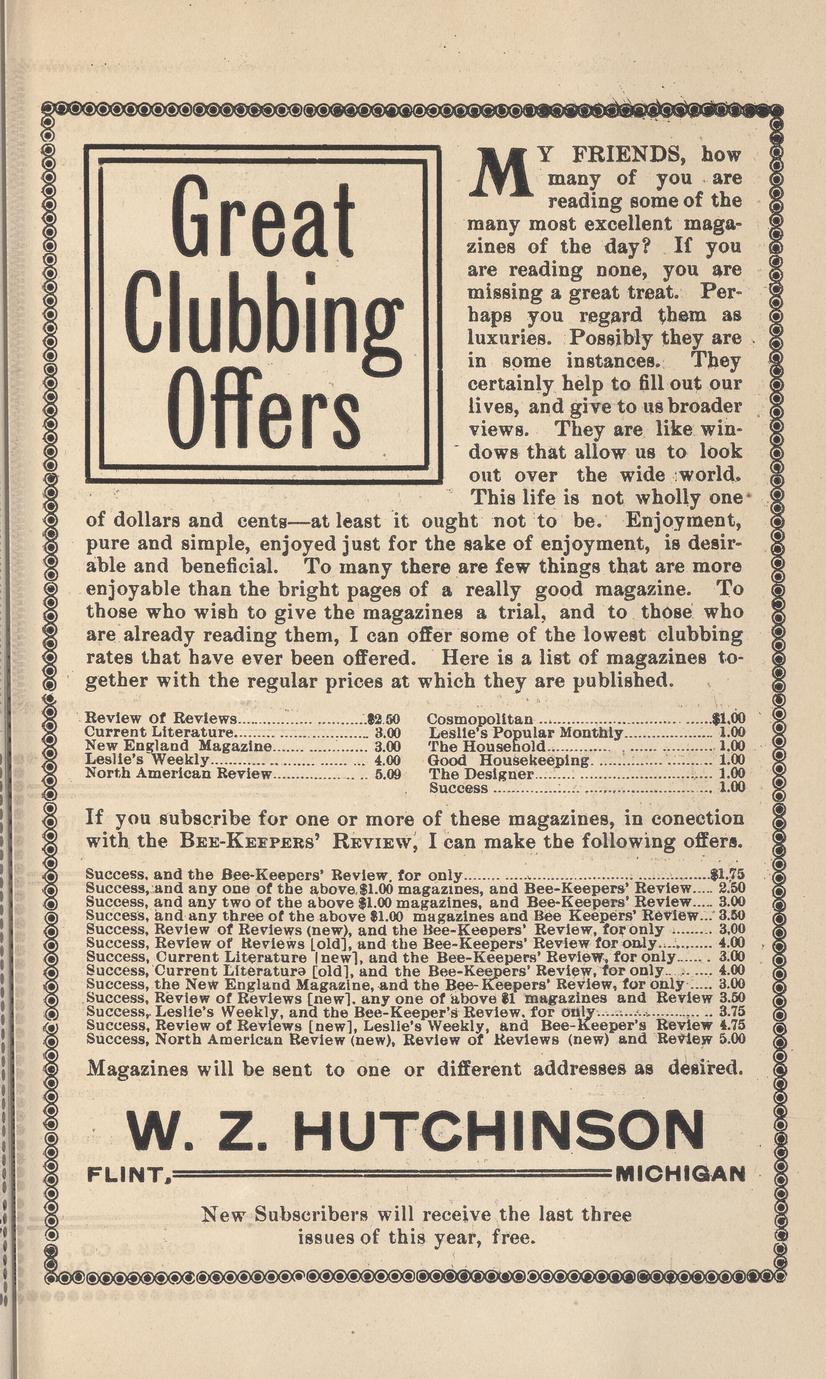 Great
Clubbing
Offers
MY FRIENDS, how
many of you are
reading some of the
many most excellent maga-
zines of the day? If you
are reading none, you are
missing a great treat. Per-
haps you regard them as
luxuries. Possibly they are
in some instances. They
certainly help to fill out our
lives, and give to us broader
views. They are like win-
dows that allow us to look
out over the wide world.
This life is not wholly one
of dollars and cents—at least it ought not to be. Enjoyment,
pure and simple, enjoyed just for the sake of enjoyment, is desir-
able and beneficial. To many there are few things that are more
enjoyable than the bright pages of a really good magazine. To
those who wish to give the magazines a trial, and to those who
are already reading them, I can offer some of the lowest clubbing
rates that have ever been offered. Here is a list of magazines to-
gether with the regular prices at which they are published.
Review of Reviews..........$2.50
Current Literature.......... 3.00
New England Magazine.......... 3.00
Leslie's Weekly.......... 4.00
North American Review.......... 5.09
Cosmopolitan ..........$1.00
Leslie's Popular Monthly.......... 1.00
The Household.......... 1.00
Good Housekeeping.......... 1.00
The Designer.......... 1.00
Success .......... 1.00
If you subscribe for one or more of these magazines, in conection
with the BEE-KEEPERS' REVIEW, I can make the following offers.
Success, and the Bee-Keepers' Review, for only..........$1.75
Success, and any one of the above $1.00 magazines, and Bee-Keepers' Review..... 2.50
Success, and any two of the above $1.00 magazines, and Bee-Keepers' Review..... 3.00
Success, and any three of the above $1.00 magazines and Bee Keepers' Review... 3.50
Success, Review of Reviews (new), and the Bee-Keepers' Review, for only ......... 3.00
Success, Review of Reviews [old], and the Bee-Keepers' Review for only.......... 4.00
Success, Current Literature [new], and the Bee-Keepers' Review, for only....... 3.00
Success, Current Literature [old], and the Bee-Keepers' Review, for only....... 4.00
Success, the New England Magazine, and the Bee-Keepers' Review, for only ..... 3.00
Success, Review of Reviews [new], any one of above $1 magazines and Review 3.50
Success, Leslie's Weekly, and the Bee-Keeper's Review, for only.......... 3.75
Success, Review of Reviews [new], Leslie's Weekly, and Bee-Keeper's Review 4.75
Success, North American Review (new), Review of Reviews (new) and Review 5.00
Magazines will be sent to one or different addresses as desired.
W. Z. HUTCHINSON
FLINT, MICHIGAN
New Subscribers will receive the last three
issues of this year, free.